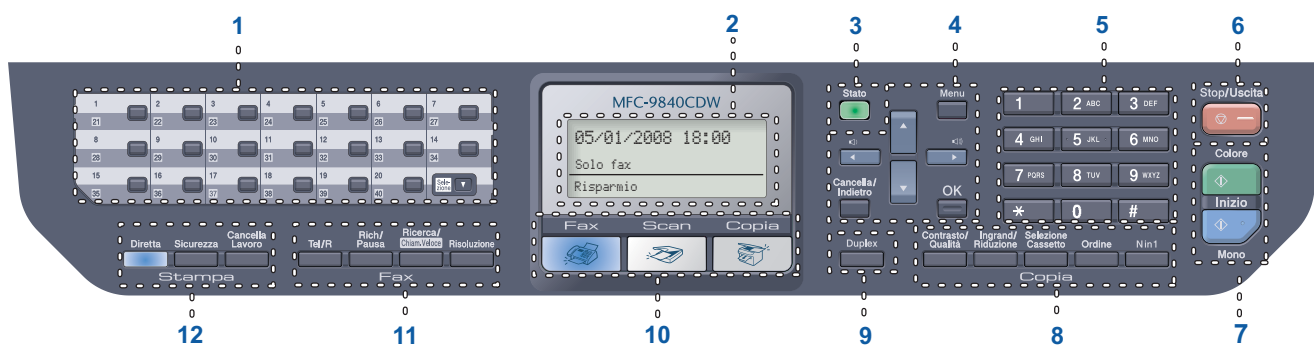 1 2 3 4 5 6
1 2 3 4 5 6 7
21 22 23 24 25 26 27
8 9 10 11 12 13 14
28 29 30 31 32 33 34
15 16 17 18 19 20 Sele-zione
35 36 37 38 39 40
MFC-9840CDW
05/01/2008 18:00
Solo fax
Risparmio
Fax Scan Copia
Stato
Menu
Cancella/
Indietro
OK
Duplex
1 2 ABC 3 DEF
4 GHI 5 JKL 6 MNO
7 PQRS 8 TUV 9 WXYZ
* 0 #
Stop/Uscita
Colore
Inizio
Mono
Diretta Sicurezza Cancella
Lavoro
Stampa
Tel/R Rich/
Pausa Ricerca/
Chiam.Veloce Risoluzione
Fax
Contrasto/
Qualità Ingrand/
Riduzione Selezione
Cassetto Ordine Nin1
Copia
12 11 10 9 8 7